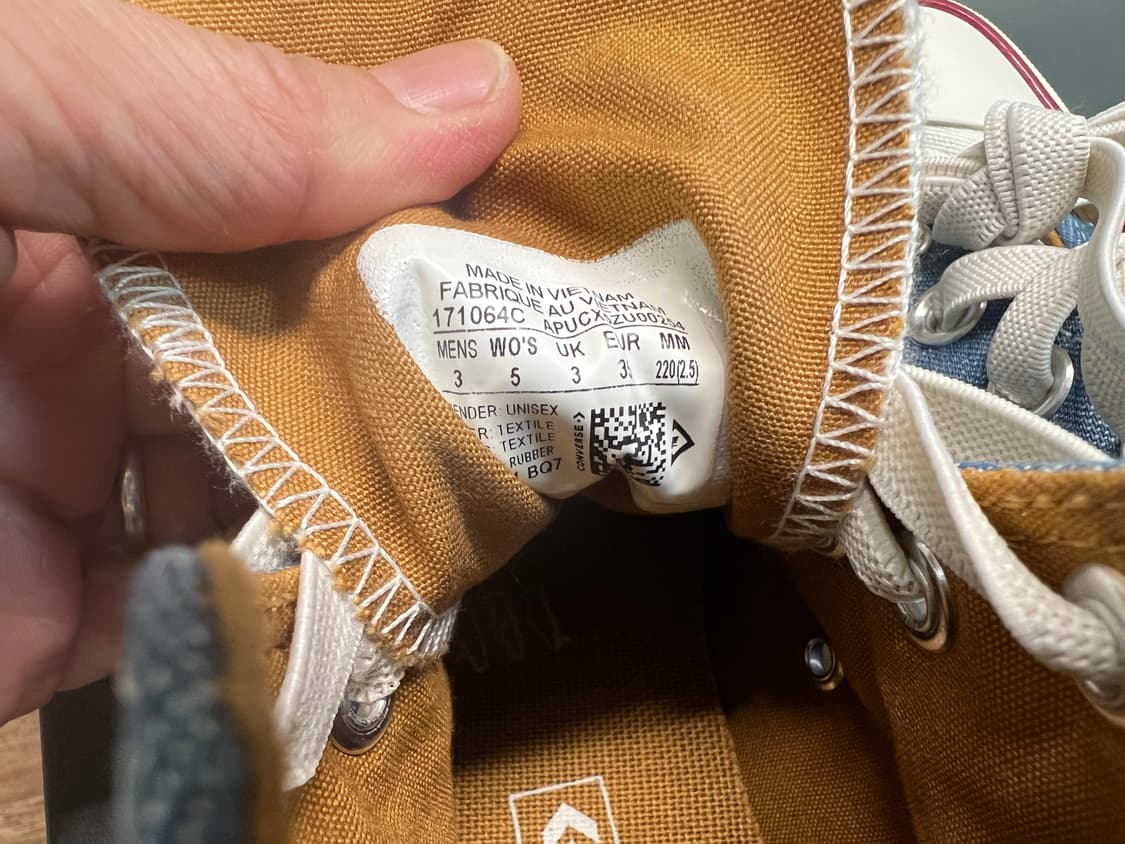 MADE IN VIETNAM
FABRIQUE AU VIETNAM
171064C
MENS WO'S UK EUR MM
3 5 3 220(2.5)
UNISEX
TEXTILE
TEXTILE
RUBBER
BQ7
CONVERSE